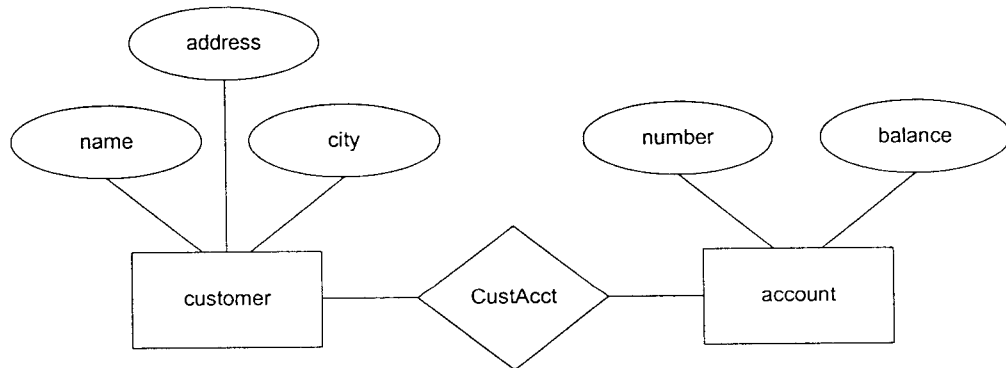 address
name
city
number
balance
customer
CustAcct
account